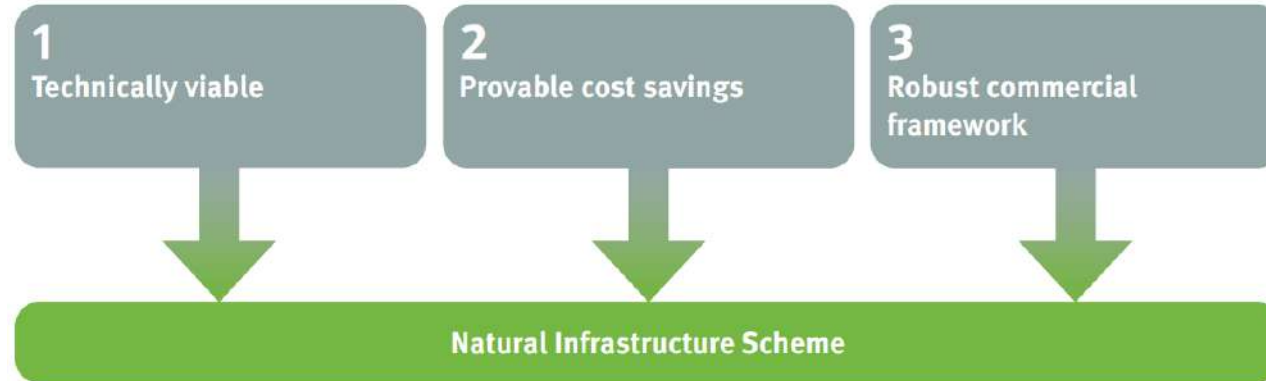 1
Technically viable
2
Provable cost savings
3
Robust commercial
framework
Natural Infrastructure Scheme